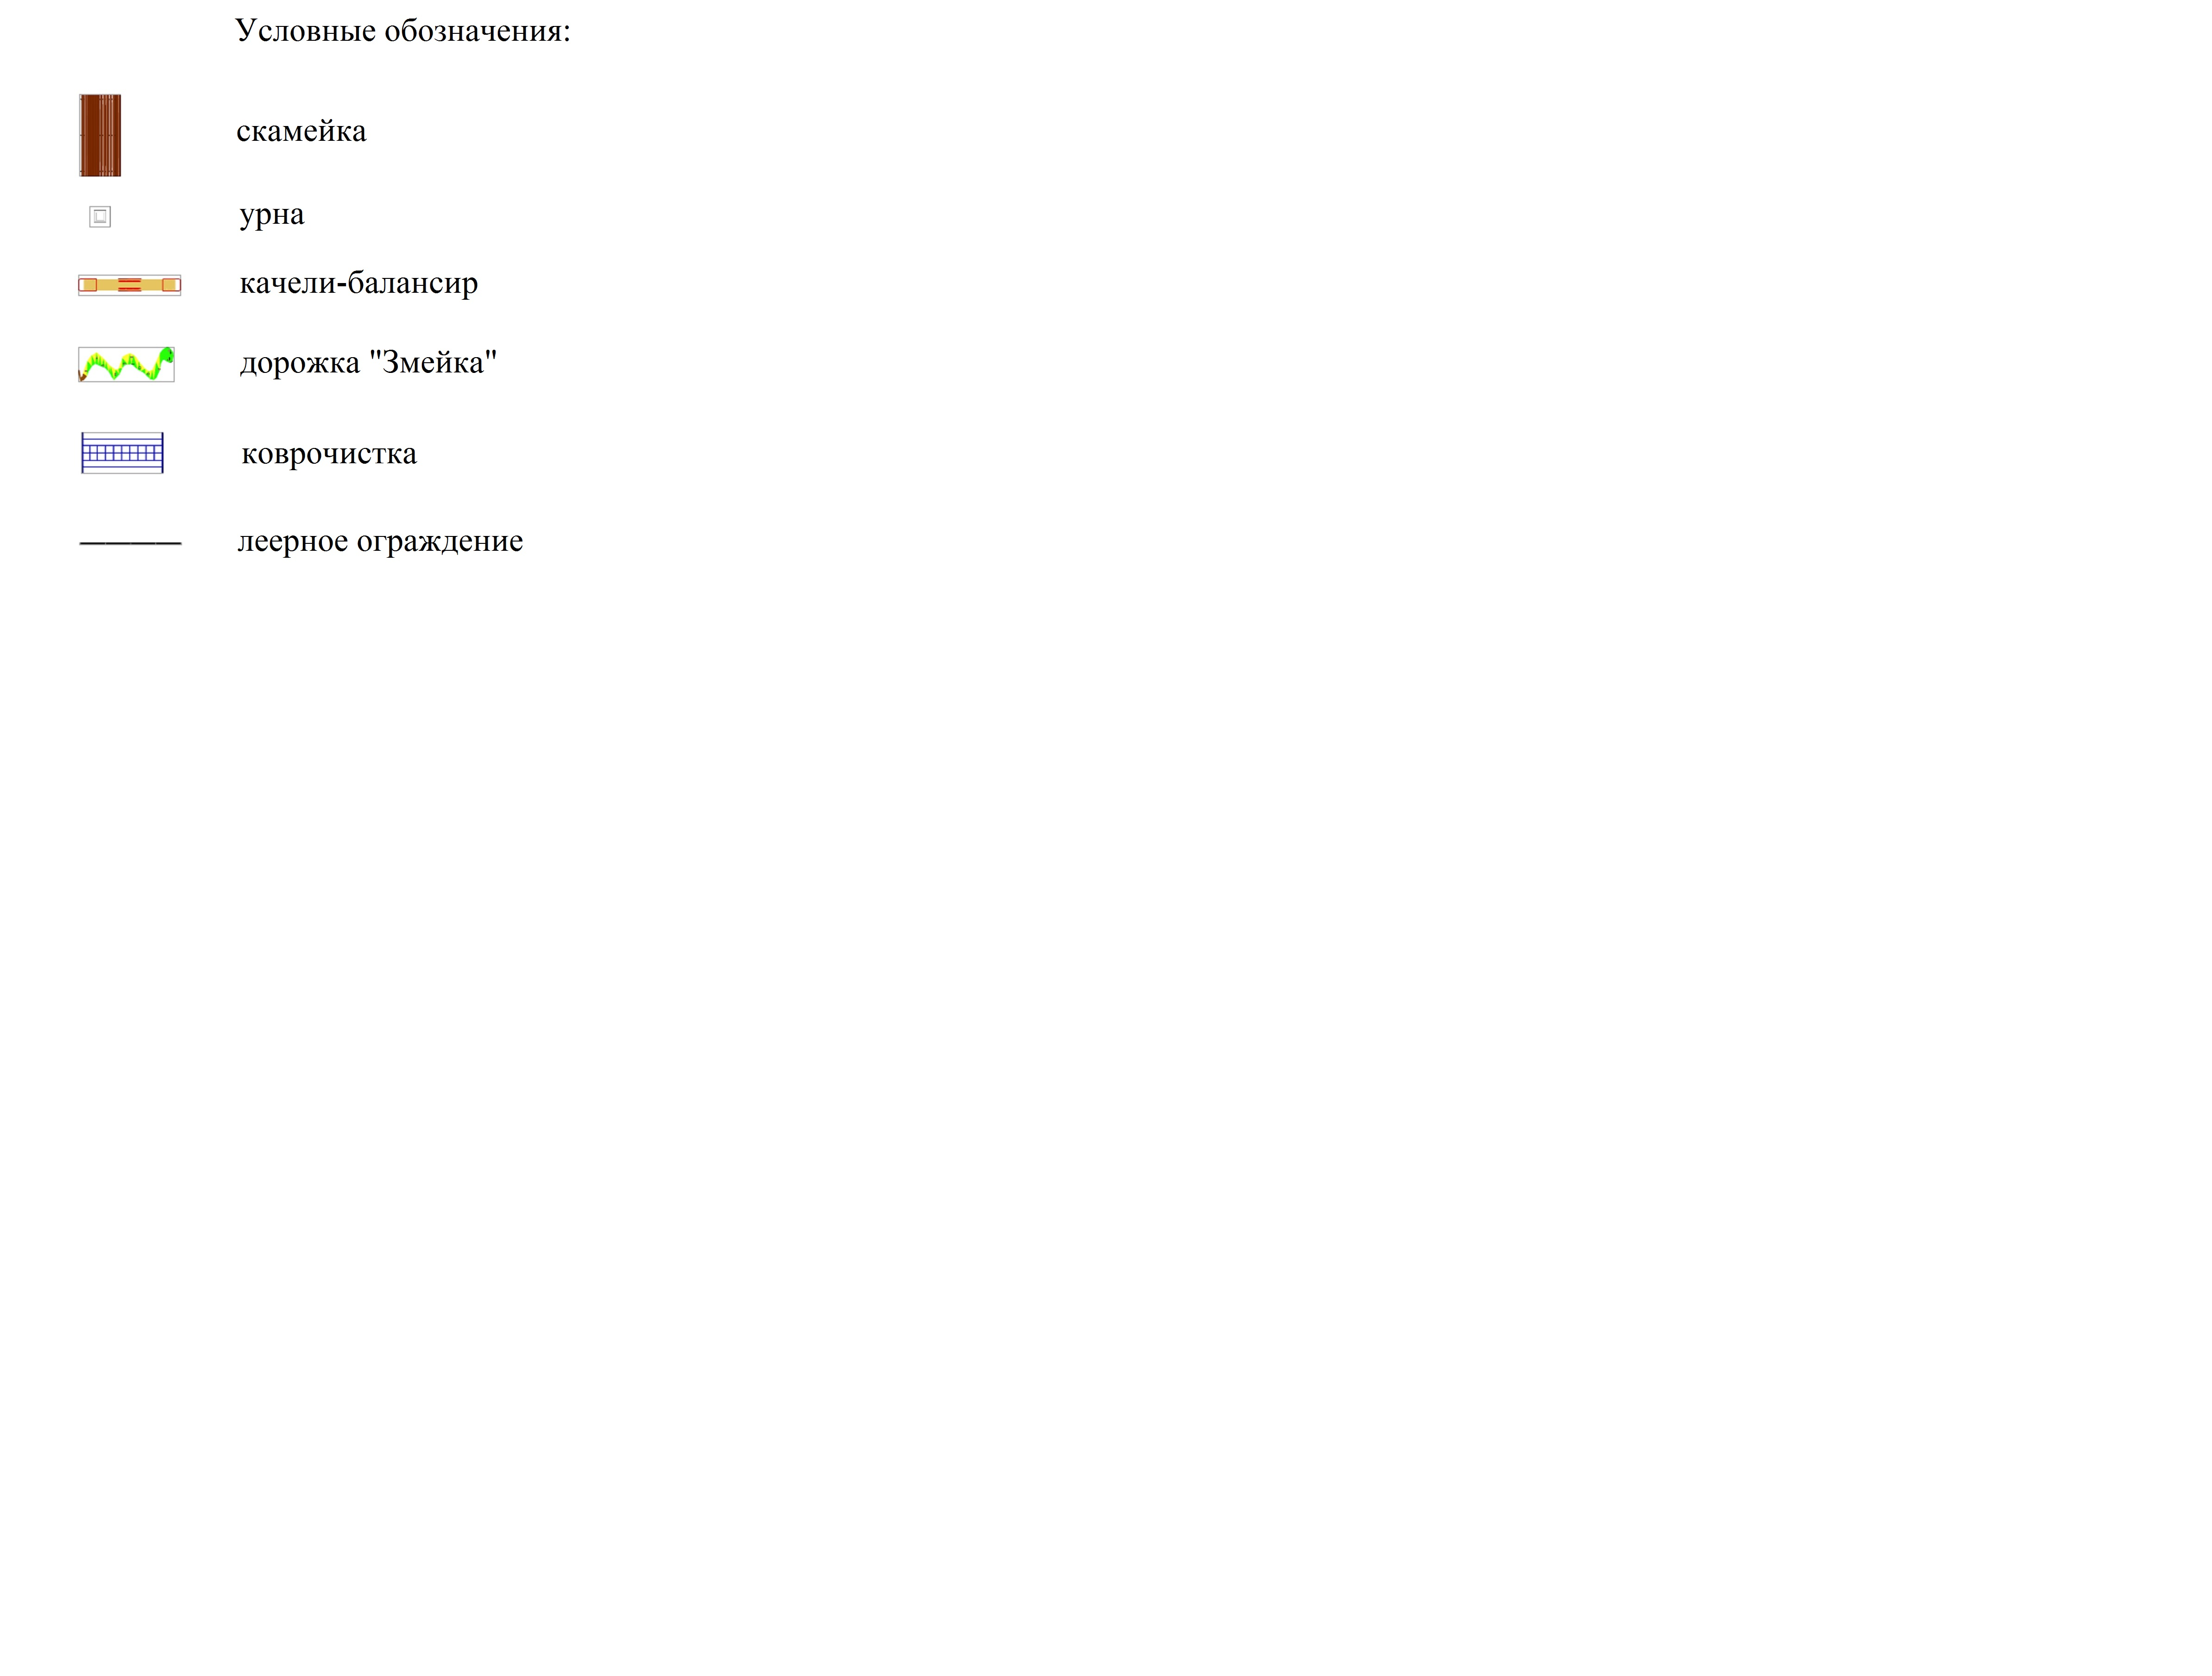 Условные обозначения:
скамейка
урна
качели-балансир
дорожка "Змейка"
коврочистка
леерное ограждение